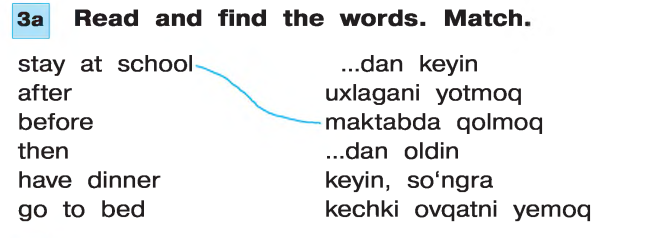 3a Read and find the words. Match.
stay at school ...dan keyin
after uxlagani yotmoq
before maktabda qolmoq
then ...dan oldin
have dinner keyin, so‘ngra
go to bed kechki ovqatni yemoq